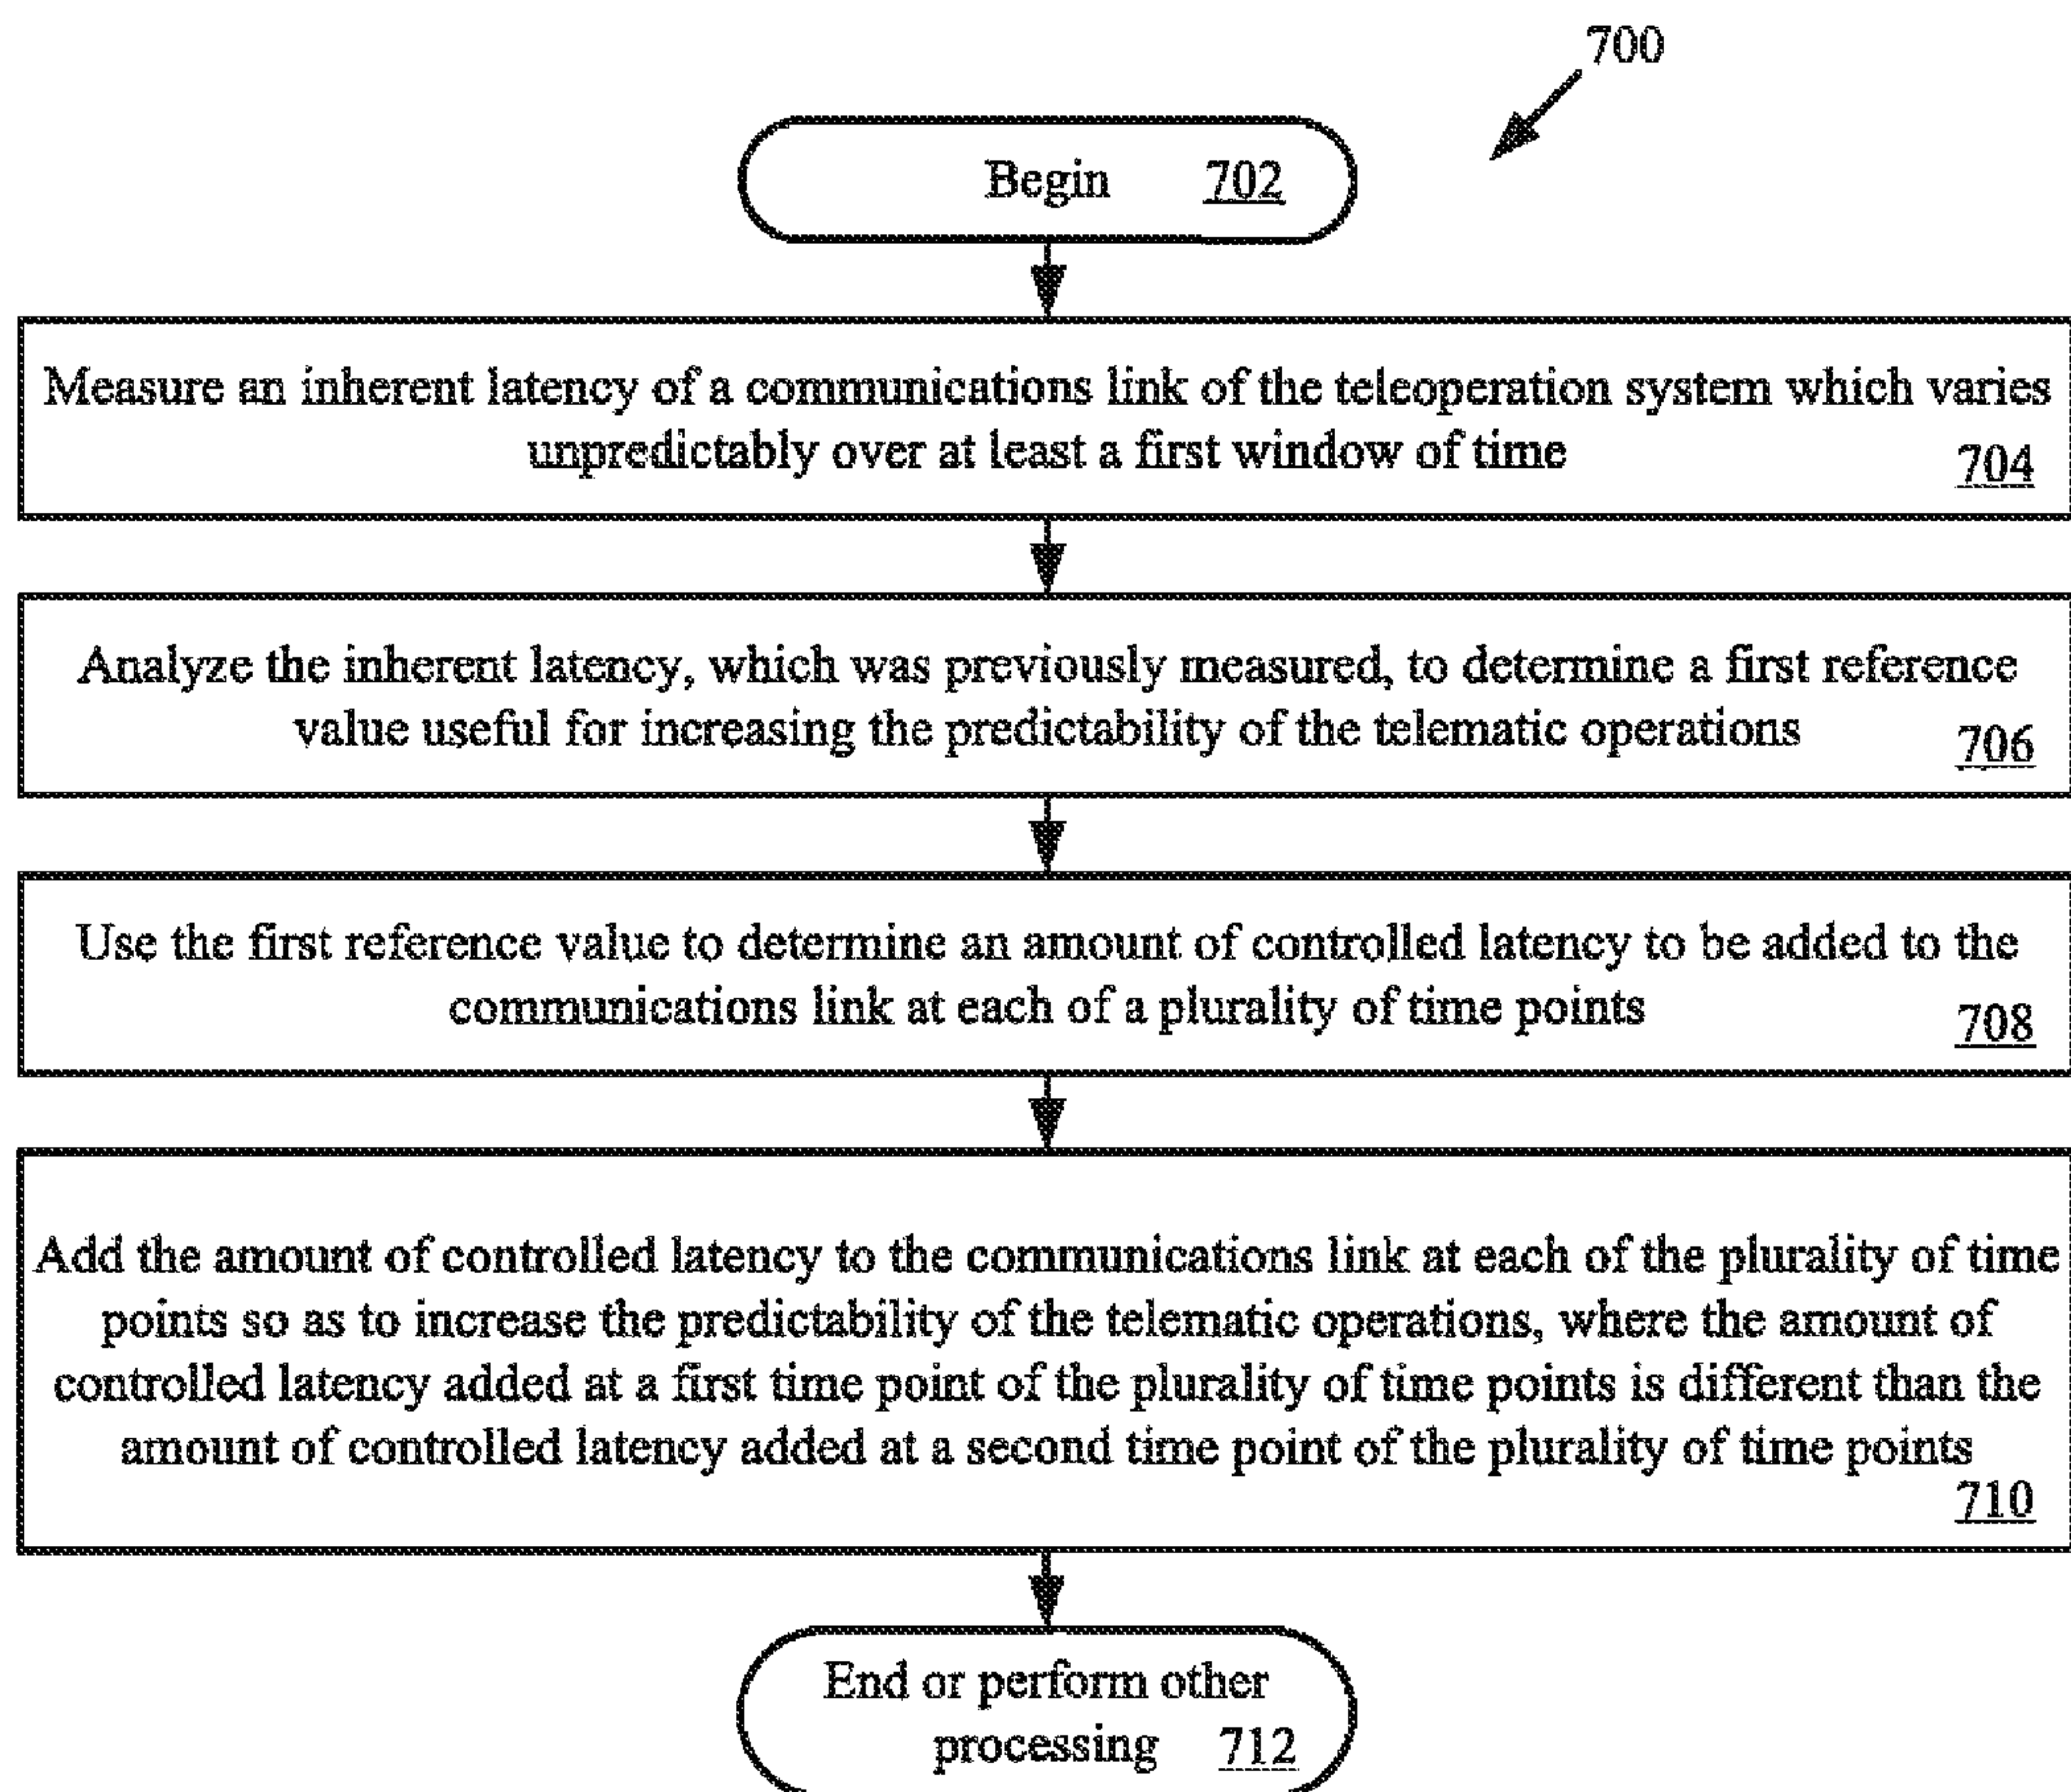 700
Begin 702
Measure an inherent latency of a communications link of the teleoperation system which varies
unpredictably over at least a first window of time
704
Analyze the inherent latency, which was previously measured, to determine a first reference
value useful for increasing the predictability of the telematic operations
706
Use the first reference value to determine an amount of controlled latency to be added to the
communications link at each of a plurality of time points
708
Add the amount of controlled latency to the communications link at each of the plurality of time
points so as to increase the predictability of the telematic operations, where the amount of
controlled latency added at a first time point of the plurality of time points is different than the
amount of controlled latency added at a second time point of the plurality of time points
710
End or perform other
processing 712